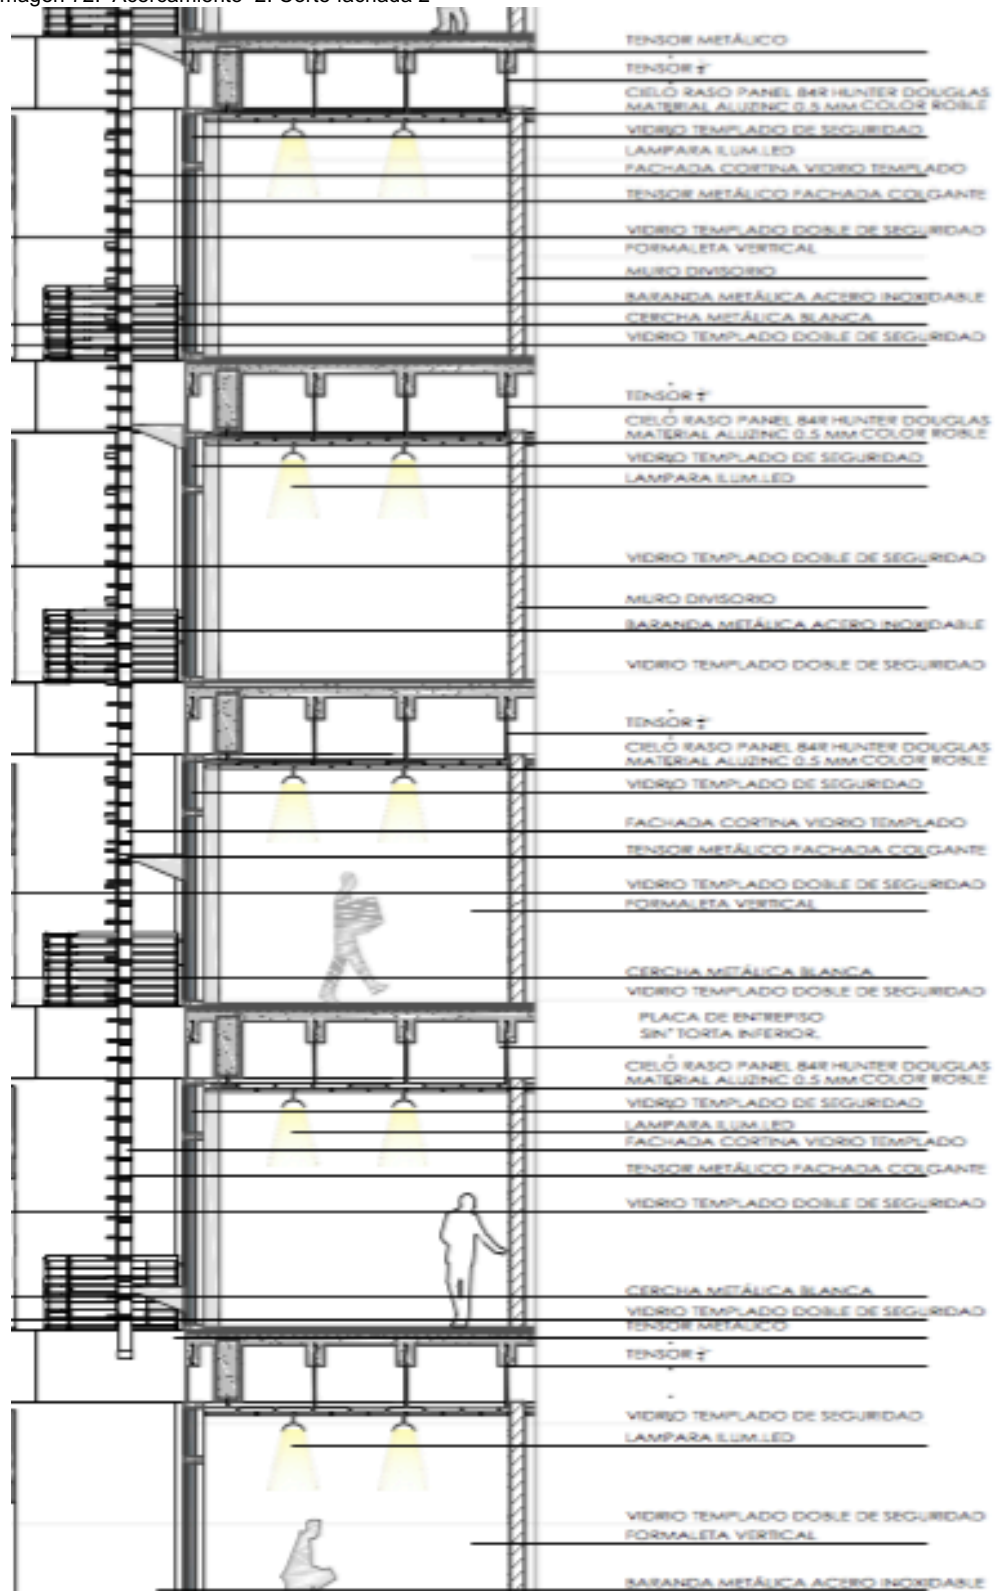 Imagen 72. Acercamiento 2. Corte fachada 2
TENSOR METÁLICO
TENSOR
CIELO RASO PANEL 84R HUNTER DOUGLAS
MATERIAL ALUZINC 0.5 MM COLOR ROBLE
VIDRIO TEMPLADO DE SEGURIDAD
LAMPARA ILUM.LED
FACHADA CORTINA VIDRIO TEMPLADO
TENSOR METÁLICO FACHADA COLGANTE
VIDRIO TEMPLADO DOBLE DE SEGURIDAD
FORMALETA VERTICAL
MURO DIVISORIO
BARANDA METÁLICA ACERO INOXIDABLE
CERCHA METÁLICA BLANCA
VIDRIO TEMPLADO DOBLE DE SEGURIDAD
TENSOR
CIELO RASO PANEL 84R HUNTER DOUGLAS
MATERIAL ALUZINC 0.5 MM COLOR ROBLE
VIDRIO TEMPLADO DE SEGURIDAD
LAMPARA ILUM.LED
VIDRIO TEMPLADO DOBLE DE SEGURIDAD
MURO DIVISORIO
BARANDA METÁLICA ACERO INOXIDABLE
VIDRIO TEMPLADO DOBLE DE SEGURIDAD
TENSOR
CIELO RASO PANEL 84R HUNTER DOUGLAS
MATERIAL ALUZINC 0.5 MM COLOR ROBLE
VIDRIO TEMPLADO DE SEGURIDAD
FACHADA CORTINA VIDRIO TEMPLADO
TENSOR METÁLICO FACHADA COLGANTE
VIDRIO TEMPLADO DOBLE DE SEGURIDAD
FORMALETA VERTICAL
CERCHA METÁLICA BLANCA
VIDRIO TEMPLADO DOBLE DE SEGURIDAD
PLACA DE ENTREPISO
SIN TORTA INFERIOR.
CIELO RASO PANEL 84R HUNTER DOUGLAS
MATERIAL ALUZINC 0.5 MM COLOR ROBLE
VIDRIO TEMPLADO DE SEGURIDAD
LAMPARA ILUM.LED
FACHADA CORTINA VIDRIO TEMPLADO
TENSOR METÁLICO FACHADA COLGANTE
VIDRIO TEMPLADO DOBLE DE SEGURIDAD
CERCHA METÁLICA BLANCA
VIDRIO TEMPLADO DOBLE DE SEGURIDAD
TENSOR METÁLICO
TENSOR
VIDRIO TEMPLADO DE SEGURIDAD
LAMPARA ILUM.LED
VIDRIO TEMPLADO DOBLE DE SEGURIDAD
FORMALETA VERTICAL
BARANDA METÁLICA ACERO INOXIDABLE